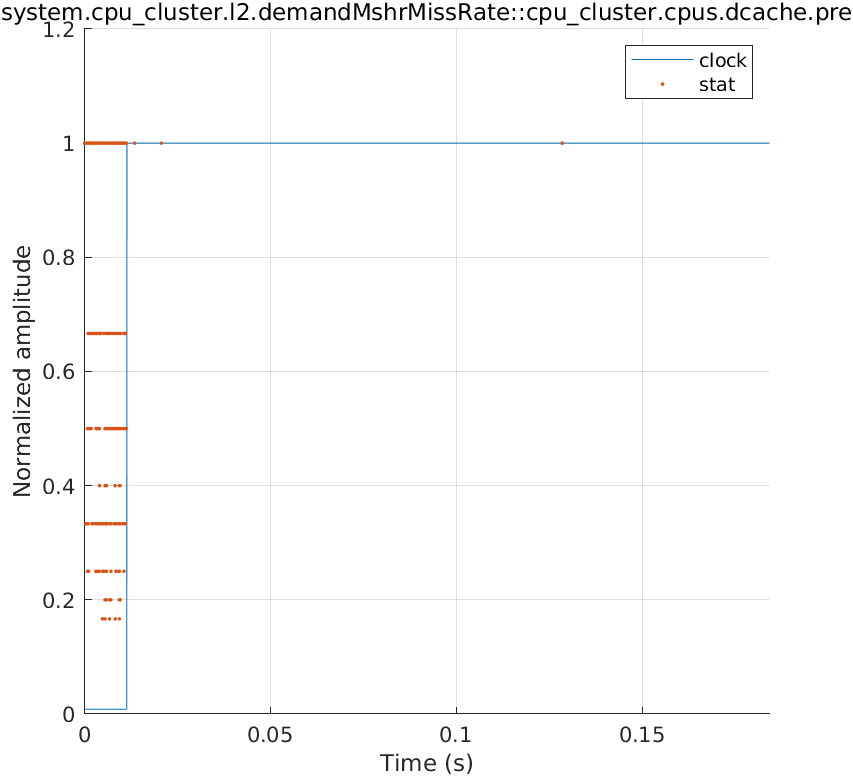 system.cpu_cluster.l2.demandMshrMissRate::cpu_cluster.cpus.dcache.pre
1.2
clock
stat
1
0.8
0.6
0.4
0.2
0
Normalized amplitude
0
0.05
0.1
0.15
Time (s)